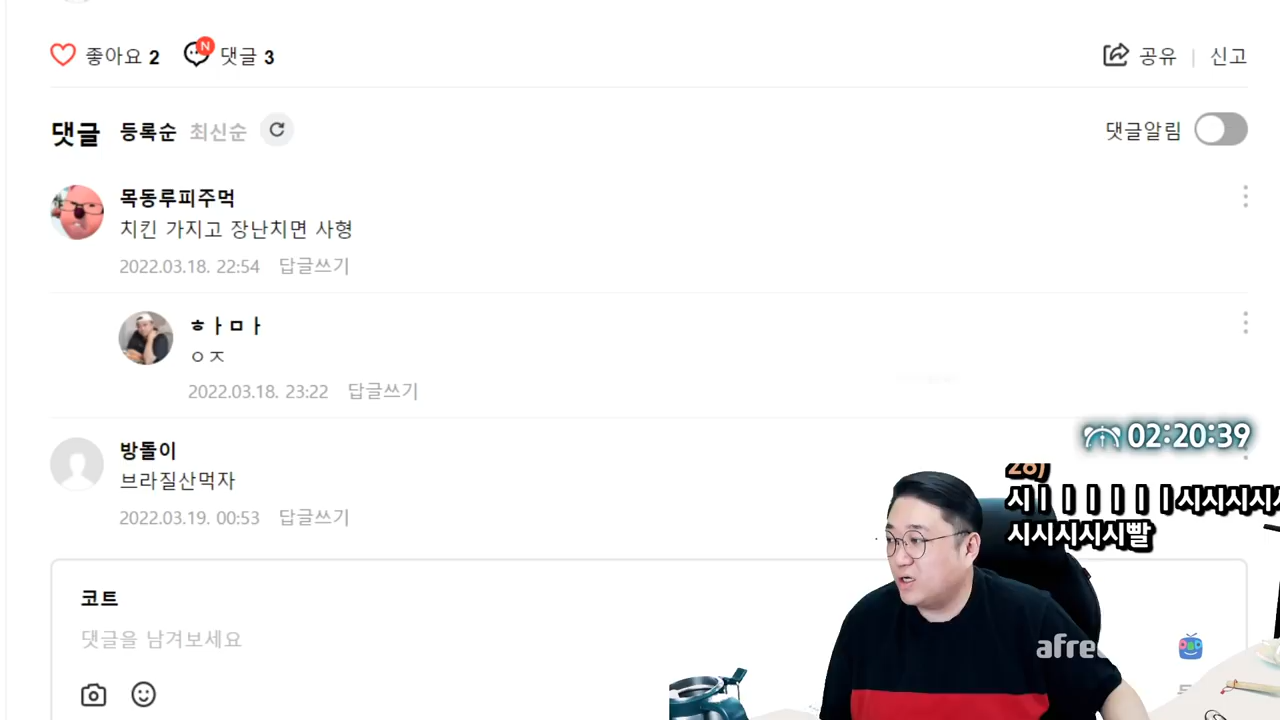 좋아요 2 N 댓글 3 공유 | 신고
댓글 등록순 최신순 댓글알림
목동루피주먹
치킨 가지고 장난치면 사형
2022.03.18. 22:54 답글쓰기
ㅎㅏㅁㅏ
ㅇㅈ
2022.03.18. 23:22 답글쓰기
방돌이
브라질산먹자
2022.03.19. 00:53 답글쓰기
02:20:39
시ㅣㅣㅣㅣㅣㅣ시시시시시
시시시시시빨
코트
댓글을 남겨보세요